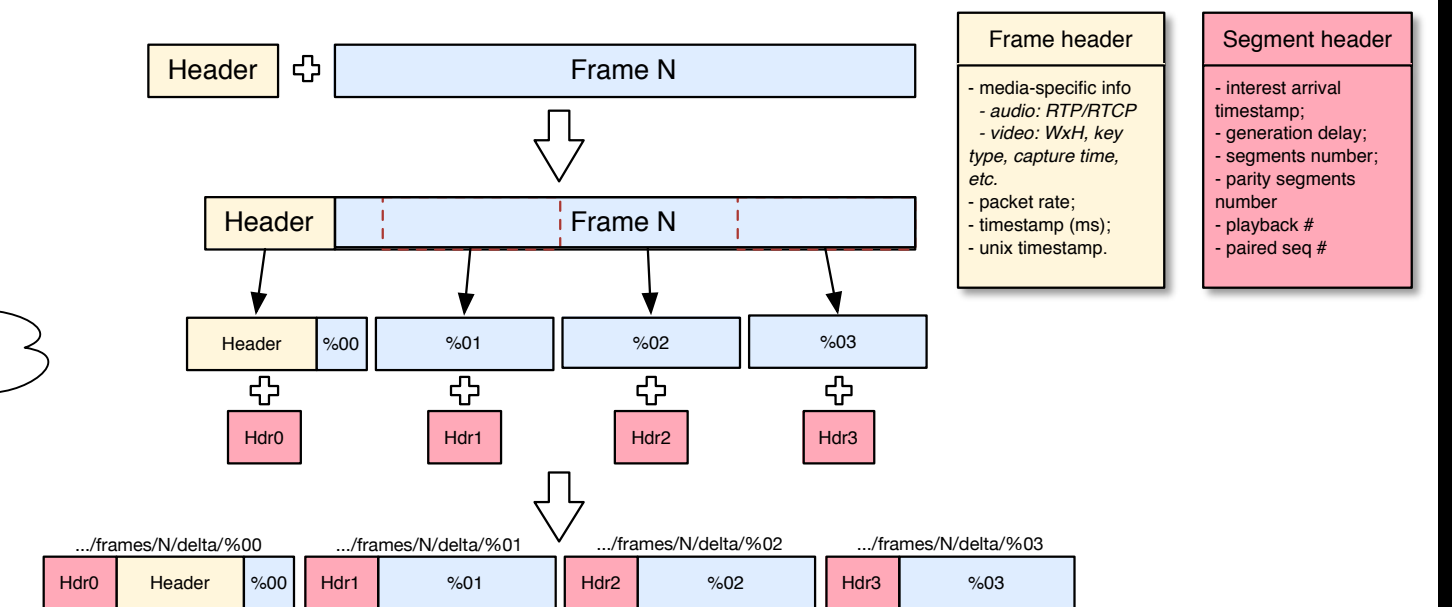 Header
Frame N
Frame header
- media-specific info
- audio: RTP/RTCP
- video: WxH, key
type, capture time,
etc.
- packet rate;
- timestamp (ms);
- unix timestamp.
Segment header
- interest arrival
timestamp;
- generation delay;
- segments number;
- parity segments
number
- playback #
- paired seq #
Header
Frame N
Header
%00
%01
%02
%03
Hdr0
Hdr1
Hdr2
Hdr3
.../frames/N/delta/%00
.../frames/N/delta/%01
.../frames/N/delta/%02
.../frames/N/delta/%03
Hdr0
Header
%00
Hdr1
%01
Hdr2
%02
Hdr3
%03